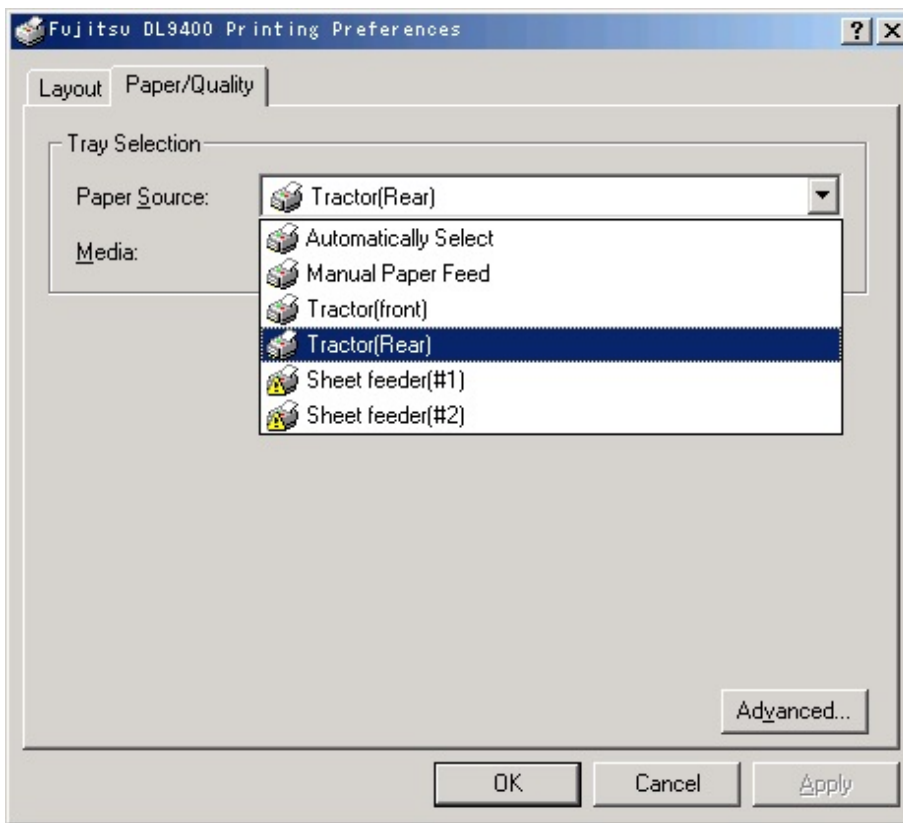 Fujitsu DL9400 Printing Preferences
Layout Paper/Quality
Tray Selection
Paper Source: Tractor(Rear)
Automatically Select
Media:
Manual Paper Feed
Tractor(front)
Tractor(Rear)
Sheet feeder(#1)
Sheet feeder(#2)
Advanced...
OK Cancel Apply